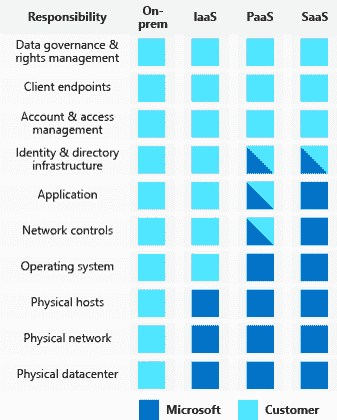 Responsibility On-prem IaaS PaaS SaaS
Data governance &
rights management
Client endpoints
Account & access
management
Identity & directory
infrastructure
Application
Network controls
Operating system
Physical hosts
Physical network
Physical datacenter
Microsoft Customer